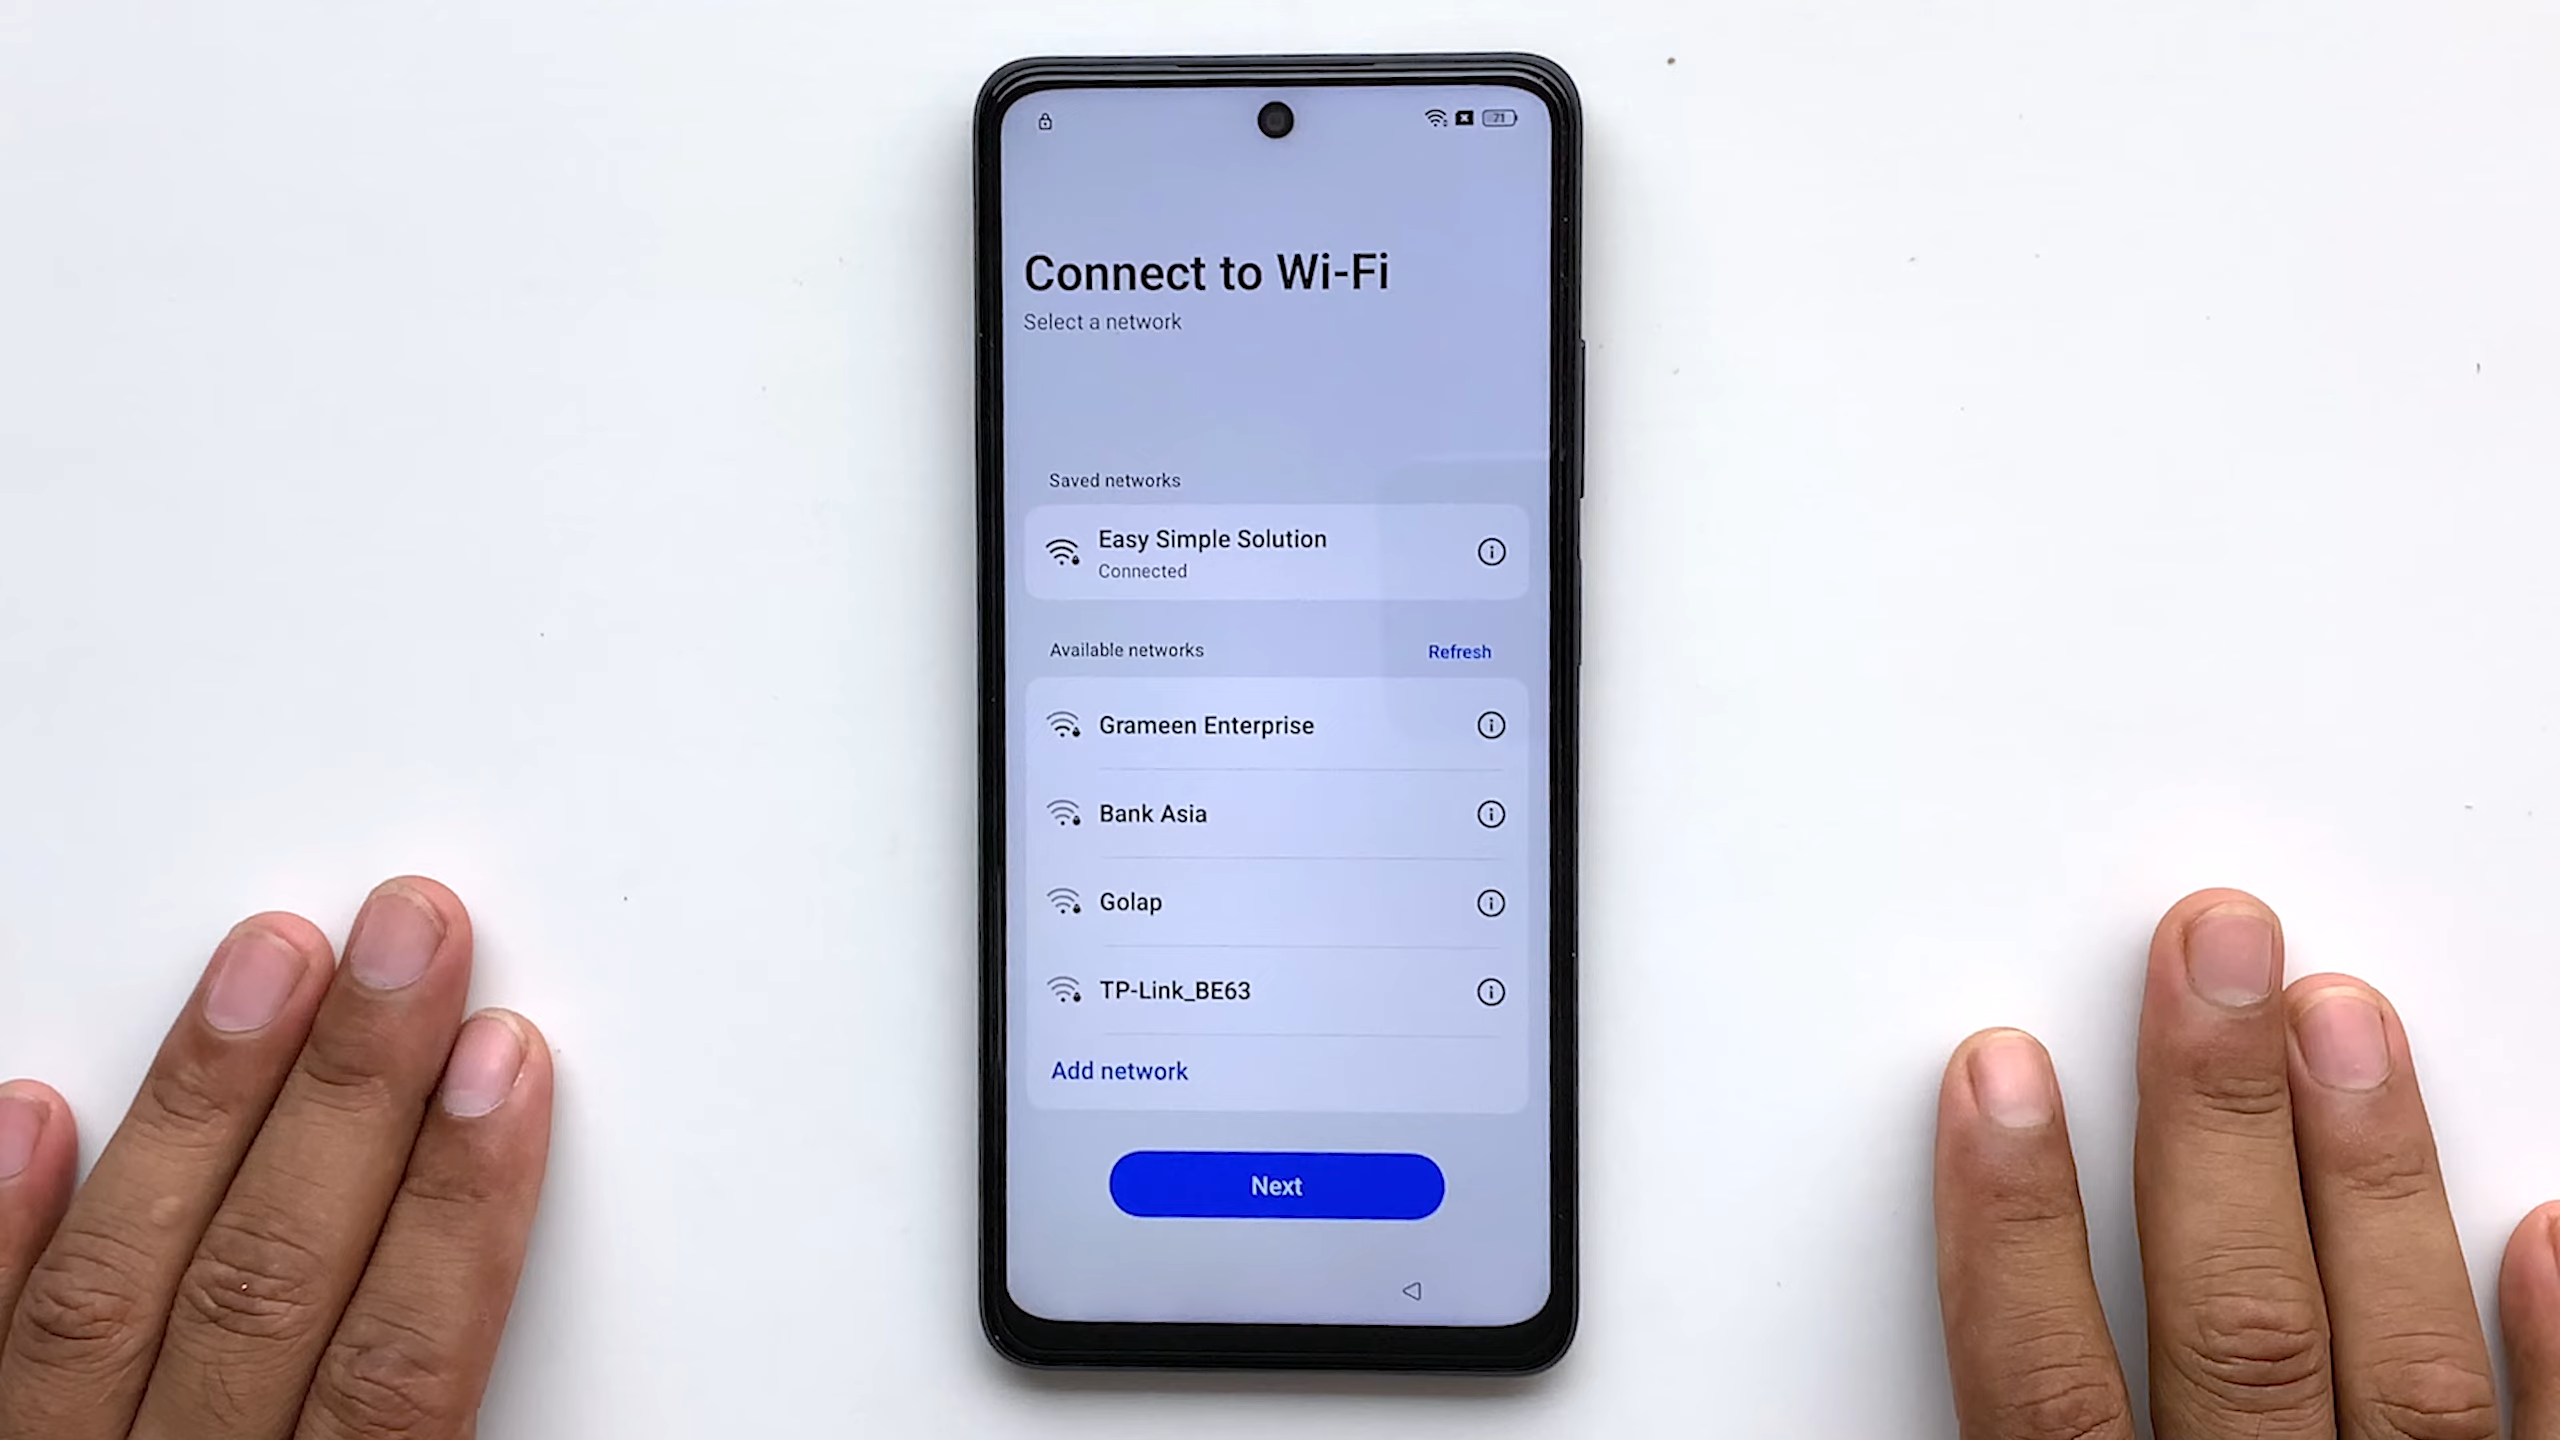 71
Connect to Wi-Fi
Select a network
Saved networks
Easy Simple Solution
Connected
Available networks
Refresh
Grameen Enterprise
Bank Asia
Golap
TP-Link_BE63
Add network
Next